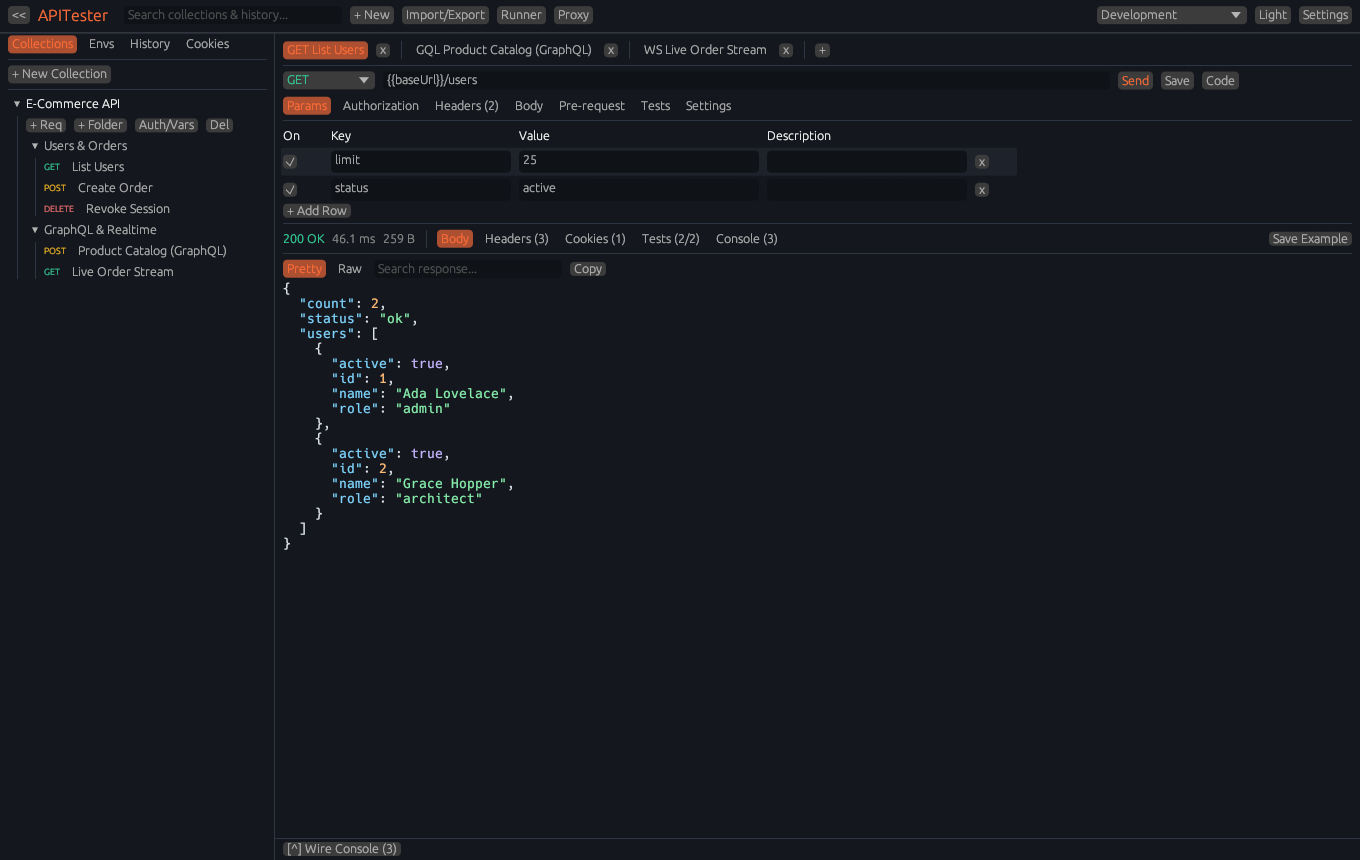 << APITester Search collections & history... + New Import/Export Runner Proxy Development Light Settings
Collections Envs History Cookies
+ New Collection
E-Commerce API
+ Req + Folder Auth/Vars Del
Users & Orders
GET List Users
POST Create Order
DELETE Revoke Session
GraphQL & Realtime
POST Product Catalog (GraphQL)
GET Live Order Stream
GET List Users x GQL Product Catalog (GraphQL) x WS Live Order Stream x +
GET {{baseUrl}}/users Send Save Code
Params Authorization Headers (2) Body Pre-request Tests Settings
On Key Value Description
limit 25 x
status active x
+ Add Row
200 OK 46.1 ms 259 B Body Headers (3) Cookies (1) Tests (2/2) Console (3) Save Example
Pretty Raw Search response... Copy
{
  "count": 2,
  "status": "ok",
  "users": [
    {
      "active": true,
      "id": 1,
      "name": "Ada Lovelace",
      "role": "admin"
    },
    {
      "active": true,
      "id": 2,
      "name": "Grace Hopper",
      "role": "architect"
    }
  ]
}
[^] Wire Console (3)